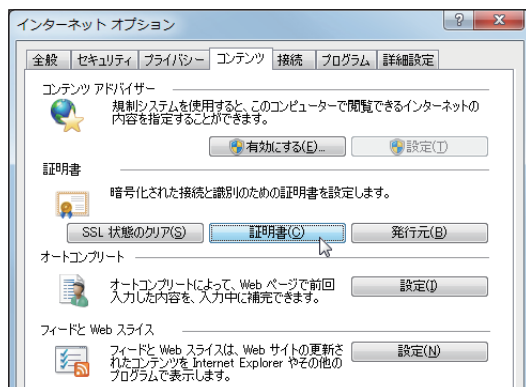 インターネット オプション
全般 セキュリティ プライバシー コンテンツ 接続 プログラム 詳細設定
コンテンツ アドバイザー
規制システムを使用すると、このコンピューターで閲覧できるインターネットの
内容を指定することができます。
有効にする(E)... 設定(T)
証明書
暗号化された接続と識別のための証明書を設定します。
SSL 状態のクリア(S) 証明書(C) 発行元(B)
オートコンプリート
オートコンプリートによって、Web ページで前回
入力した内容を、入力中に補完できます。
設定(I)
フィードと Web スライス
フィードと Web スライスは、Web サイトの更新さ
れたコンテンツを Internet Explorer やその他の
プログラムで表示します。
設定(N)